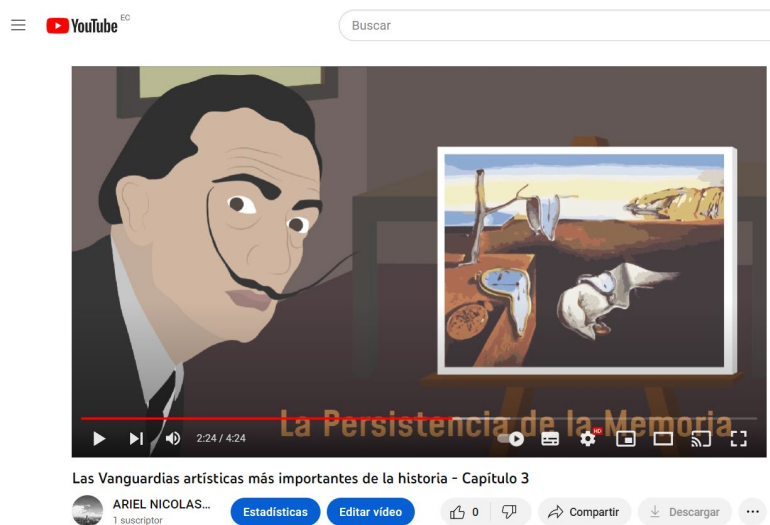 YouTube EC
Buscar
La Persistencia de la Memoria
HD
2:24 / 4:24
Las Vanguardias artísticas más importantes de la historia - Capítulo 3
ARIEL NICOLAS...
1 suscriptor
Estadísticas
Editar vídeo
0
Compartir
Descargar